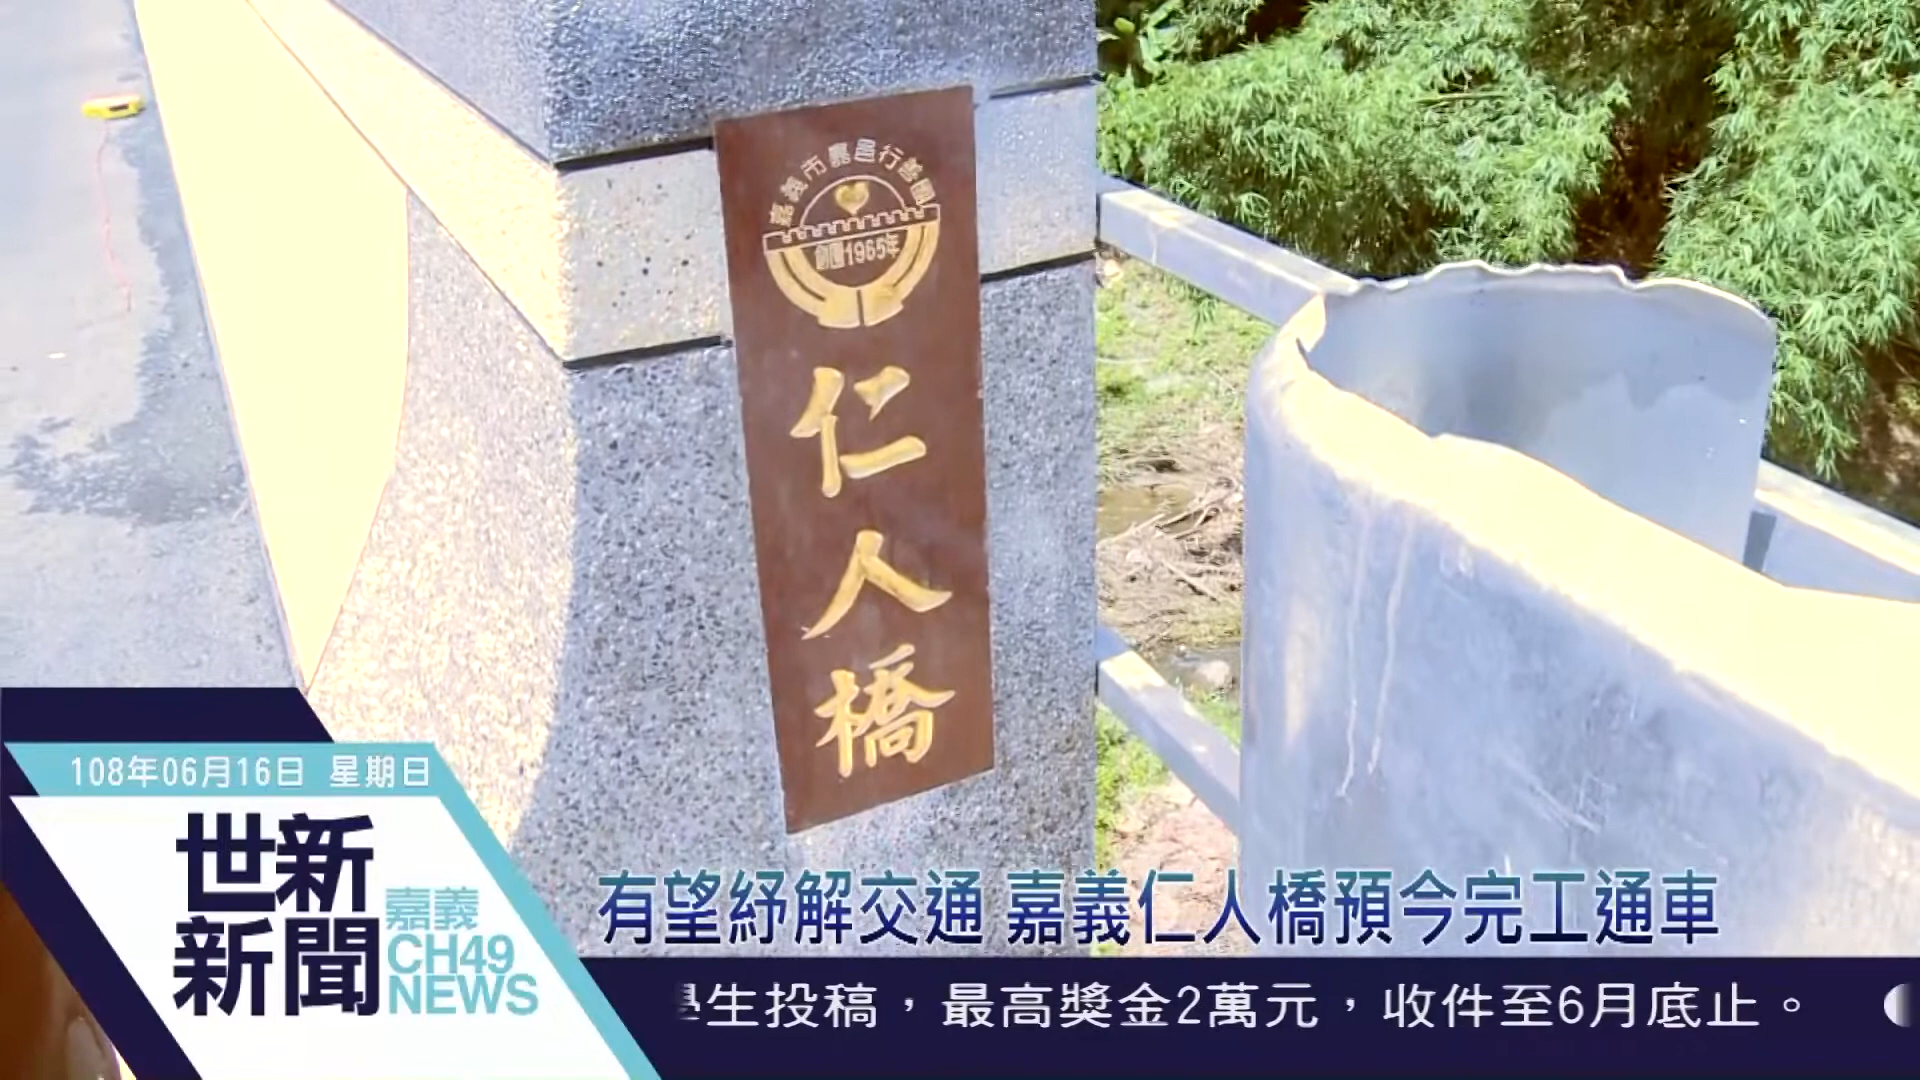 嘉義市嘉邑行善團
創團1965年
仁人橋
108年06月16日 星期日
世新
新聞
嘉義
CH49
NEWS
有望紓解交通 嘉義仁人橋預今完工通車
學生投稿,最高獎金2萬元,收件至6月底止。